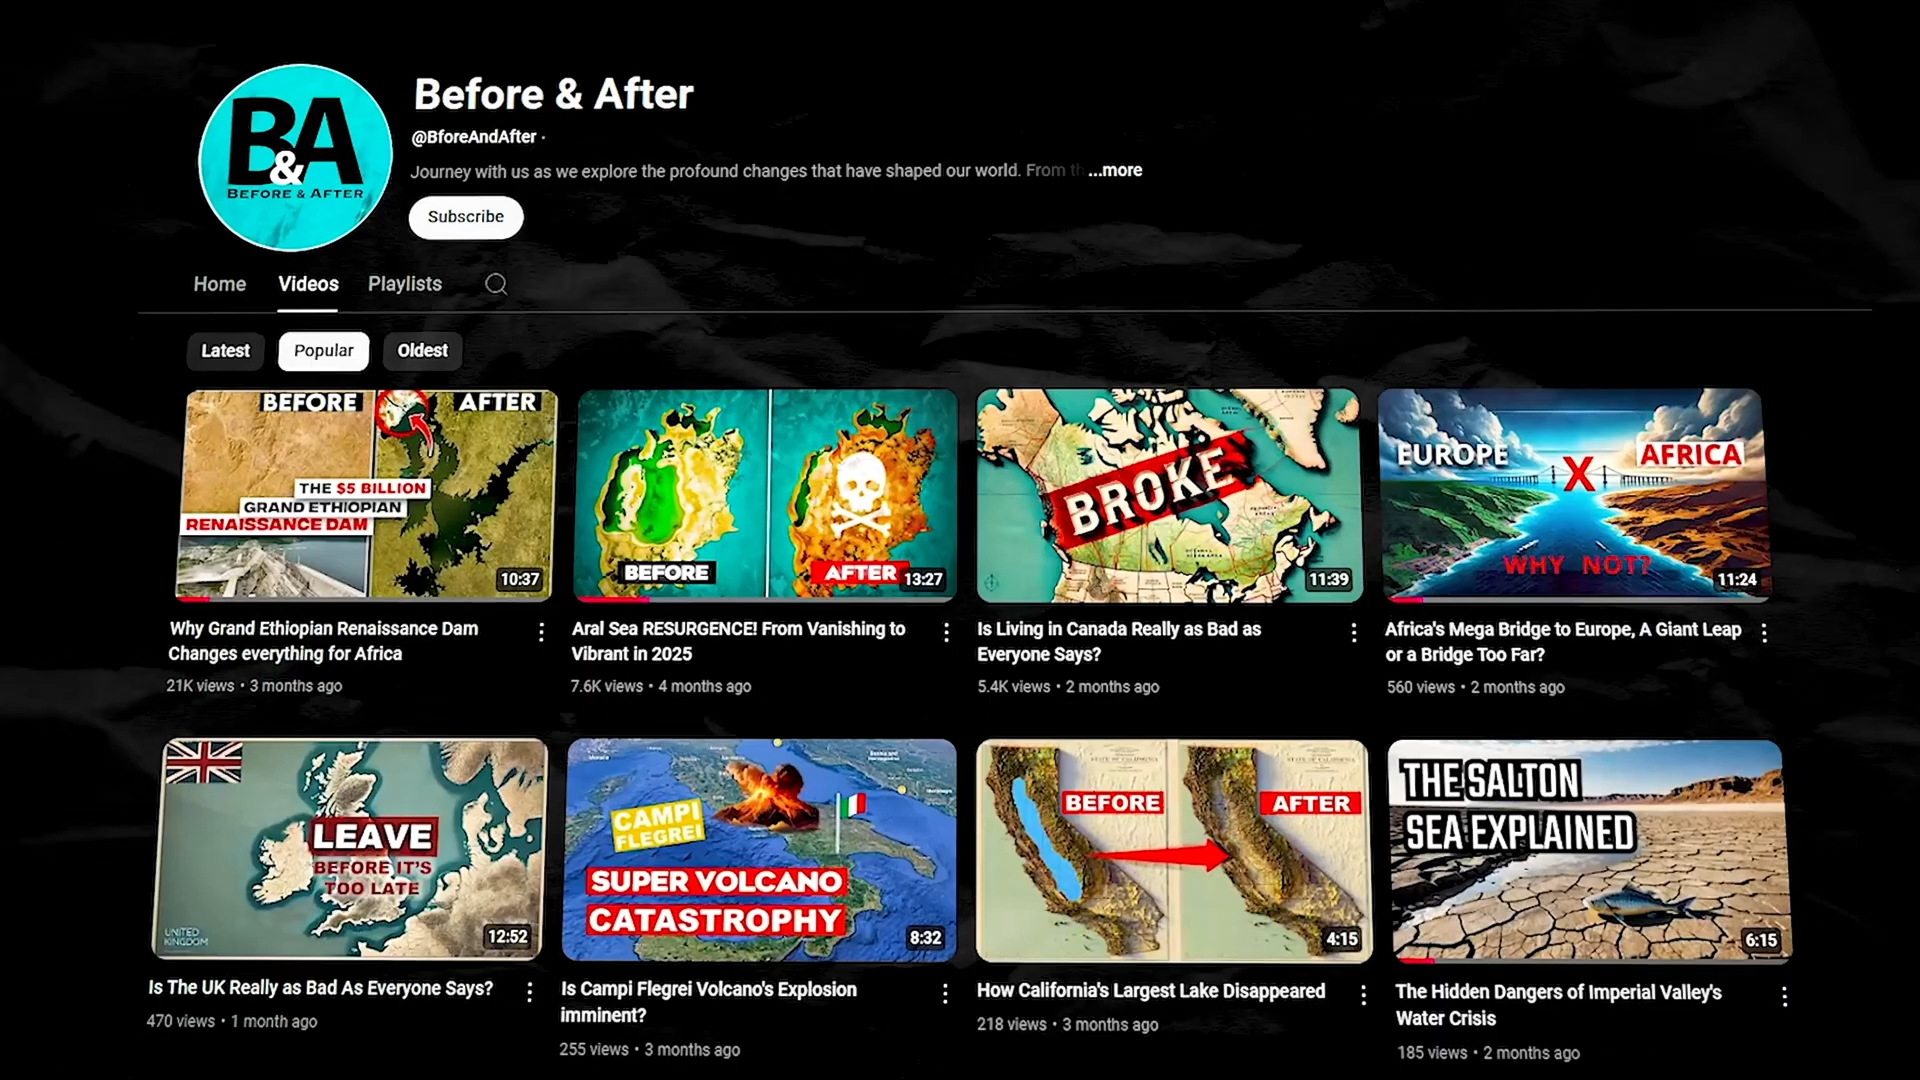 B&A
BEFORE & AFTER
Before & After
@BforeAndAfter ·
Journey with us as we explore the profound changes that have shaped our world. From th ...more
Subscribe
Home Videos Playlists
Latest Popular Oldest
BEFORE AFTER
THE $5 BILLION
GRAND ETHIOPIAN
RENAISSANCE DAM
10:37
Why Grand Ethiopian Renaissance Dam
Changes everything for Africa
21K views • 3 months ago
BEFORE AFTER
13:27
Aral Sea RESURGENCE! From Vanishing to
Vibrant in 2025
7.6K views • 4 months ago
BROKE
11:39
Is Living in Canada Really as Bad as
Everyone Says?
5.4K views • 2 months ago
EUROPE X AFRICA
WHY NOT?
11:24
Africa's Mega Bridge to Europe, A Giant Leap
or a Bridge Too Far?
560 views • 2 months ago
LEAVE
BEFORE IT'S
TOO LATE
UNITED
KINGDOM
12:52
Is The UK Really as Bad As Everyone Says?
470 views • 1 month ago
CAMPI
FLEGREI
SUPER VOLCANO
CATASTROPHY
8:32
Is Campi Flegrei Volcano's Explosion
imminent?
255 views • 3 months ago
BEFORE AFTER
4:15
How California's Largest Lake Disappeared
218 views • 3 months ago
THE SALTON
SEA EXPLAINED
6:15
The Hidden Dangers of Imperial Valley's
Water Crisis
185 views • 2 months ago